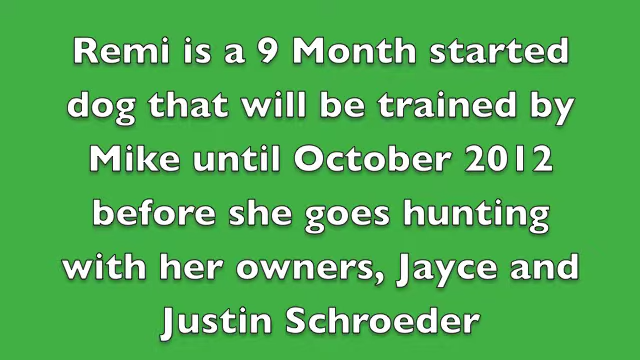 Remi is a 9 Month started
dog that will be trained by
Mike until October 2012
before she goes hunting
with her owners, Jayce and
Justin Schroeder